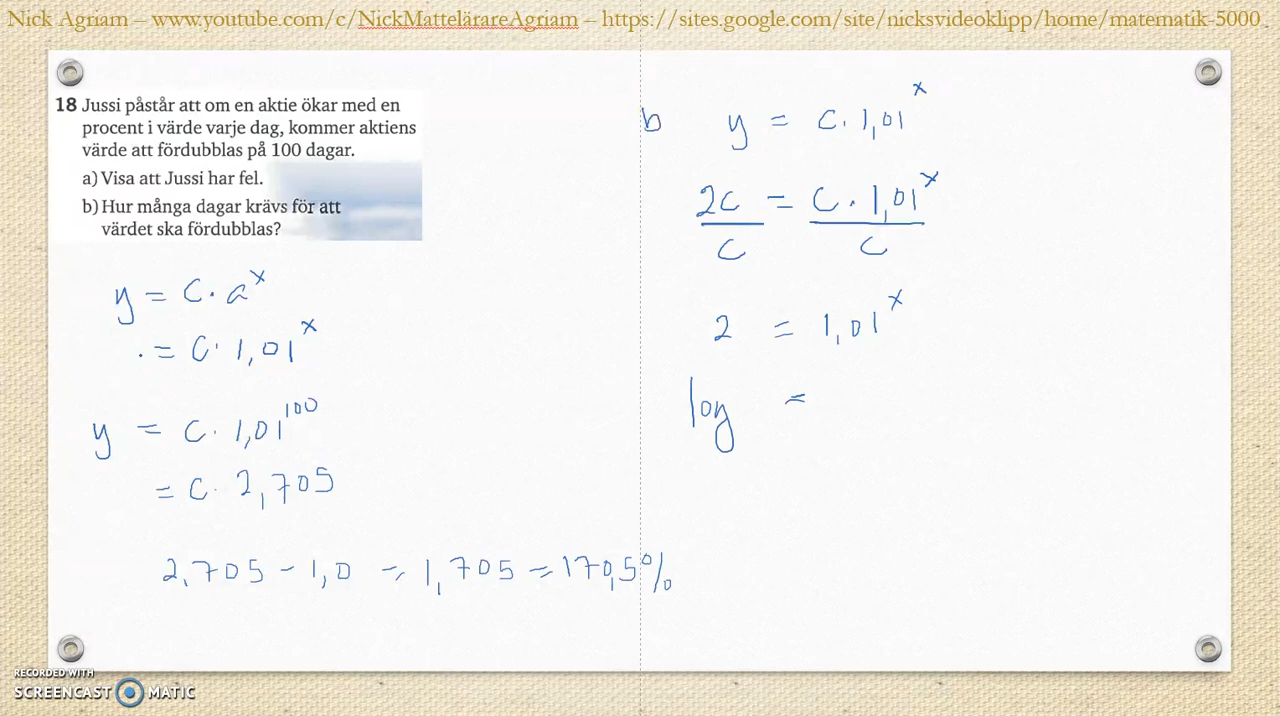 Nick Agriam – www.youtube.com/c/NickMattelärareAgriam – https://sites.google.com/site/nicksvideoklipp/home/matematik-5000
18 Jussi påstår att om en aktie ökar med en
procent i värde varje dag, kommer aktiens
värde att fördubblas på 100 dagar.
a) Visa att Jussi har fel.
b) Hur många dagar krävs för att
värdet ska fördubblas?
y = C · a^x
= C · 1,01^x
y = C · 1,01^100
= C · 2,705
2,705 - 1,0 = 1,705 = 170,5%
b y = C · 1,01^x
2C = C · 1,01^x
C C
2 = 1,01^x
log =
RECORDED WITH
SCREENCAST MATIC